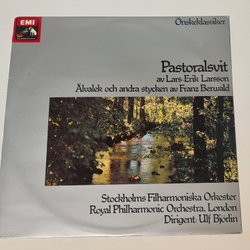 EMI
Önskeklassiker
Pastoralsvit
av Lars-Erik Larsson
Älvalek och andra stycken av Franz Berwald
Stockholms Filharmoniska Orkester
Royal Philharmonic Orchestra, London
Dirigent: Ulf Björlin